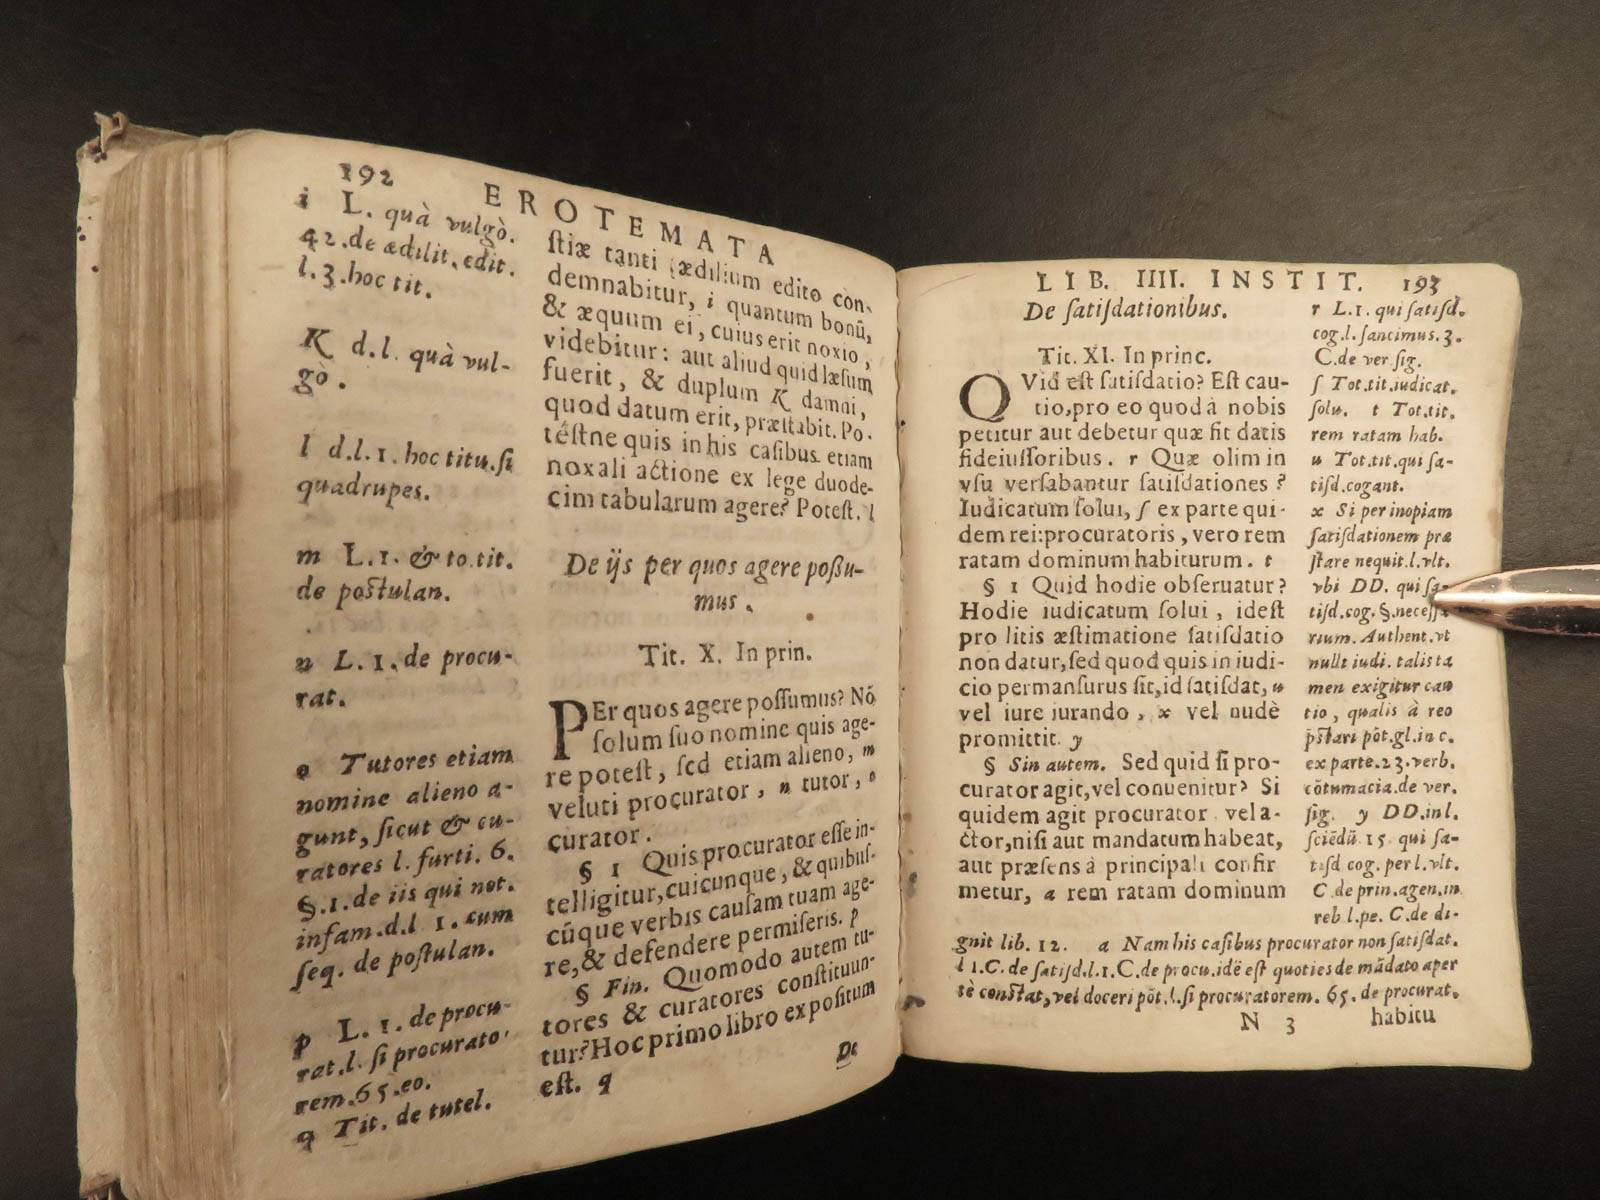 192
EROTEMATA
i L. quà vulgò.
42. de ædilit. edit.
l. 3. hoc tit.
K d. l. quà vul-
gò.
l d. l. 1. hoc titu. si
quadrupes.
m L. 1. & to. tit.
de postulan.
n L. 1. de procu-
rat.
o Tutores etiam
nomine alieno a-
gunt, sicut & cu-
ratores l. furti. 6.
§. 1. de iis qui not.
infam. d. l 1. cum
seq. de postulan.
p L. 1. de procu-
rat. l. si procurato-
rem. 65. eo.
q Tit. de tutel.
ſtiæ tanti (ædilium edito con-
demnabitur, i quantum bonũ,
& æquum ei, cuius erit noxio,
videbitur: aut aliud quid læſum
fuerit, & duplum K damni,
quod datum erit, præſtabit. Po-
téſtne quis in his caſibus etiam
noxali actione ex lege duode-
cim tabularum agere? Poteſt. l
De ijs per quos agere poßu-
mus.
Tit. X. In prin.
PEr quos agere poſſumus? Nõ
ſolum ſuo nomine quis age-
re poteſt, ſed etiam alieno, m
veluti procurator, n tutor, o
curator.
§ 1 Quis procurator eſſe in-
telligitur, cuicunque, & quibuſ-
cũque verbis cauſam tuam age-
re, & defendere permiſeris. p
§ Fin. Quomodo autem tu-
tores & curatores conſtituun-
tur? Hoc primo libro expoſitum
eſt. q
De
LIB. IIII. INSTIT. 193
De ſatiſdationibus.
Tit. XI. In princ.
QVid eſt ſatiſdatio? Eſt cau-
tio, pro eo quod à nobis
petitur aut debetur quæ fit datis
fideiuſſoribus. r Quæ olim in
vſu verſabantur ſatiſdationes?
Iudicatum ſolui, ſ ex parte qui-
dem rei: procuratoris, vero rem
ratam dominum habiturum. t
§ 1 Quid hodie obſeruatur?
Hodie iudicatum ſolui, ideſt
pro litis æſtimatione ſatiſdatio
non datur, ſed quod quis in iudi-
cio permanſurus ſit, id ſatiſdat, u
vel iure iurando, x vel nudè
promittit. y
§ Sin autem. Sed quid ſi pro-
curator agit, vel conuenitur? Si
quidem agit procurator vel a-
ctor, niſi aut mandatum habeat,
aut præſens à principali confir
metur, a rem ratam dominum
r L. 1. qui ſatiſd.
cog. l. ſancimus. 3.
C. de ver. ſig.
ſ Tot. tit. iudicat.
ſolu. t Tot. tit.
rem ratam hab.
u Tot. tit. qui ſa-
tiſd. cogant.
x Si per inopiam
ſatiſdationem præ
ſtare nequit. l. vlt.
vbi DD. qui ſa-
tiſd. cog. §. neceſſa
rium. Authent. vt
nulli iudi. talis ta
men exigitur cau
tio, qualis à reo
pſtari põt. gl. in c.
ex parte. 23. verb.
cõtumacia. de ver.
ſig. y DD. in l.
ſciẽdũ. 15. qui ſa-
tiſd cog. per l. vlt.
C. de prin. agen. in
reb. l. pe. C. de di-
gnit lib. 12. a Nam his caſibus procurator non ſatiſdat.
l 1. C. de ſatiſd. l. 1. C. de procu. idẽ eſt quoties de mãdato aper
tè conſtat, vel doceri põt. l. ſi procuratorem. 65. de procurat.
N 3 habitu